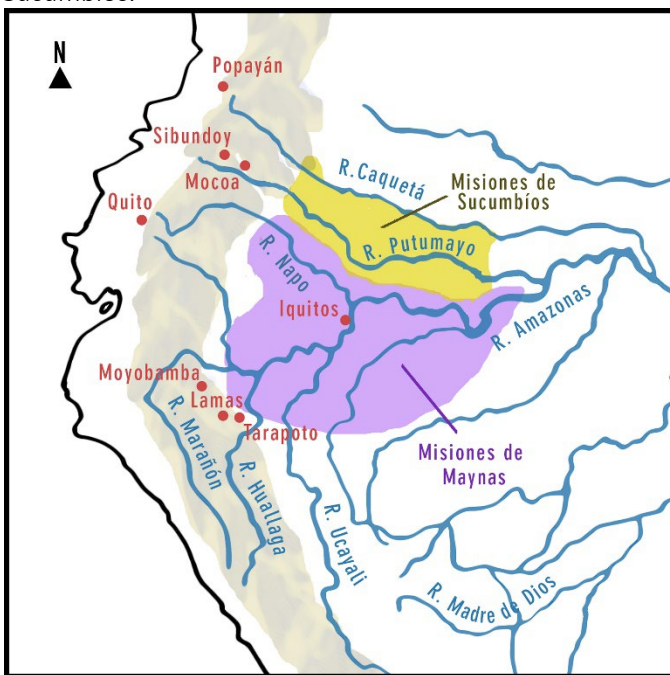 Sucumbíos.
N
Popayán
Sibundoy
Mocoa
Quito
R. Caquetá
Misiones de
Sucumbíos
R. Putumayo
R. Napo
Iquitos
R. Amazonas
Moyobamba
Lamas
Tarapoto
R. Marañón
R. Huallaga
R. Ucayali
Misiones de
Maynas
R. Madre de Dios